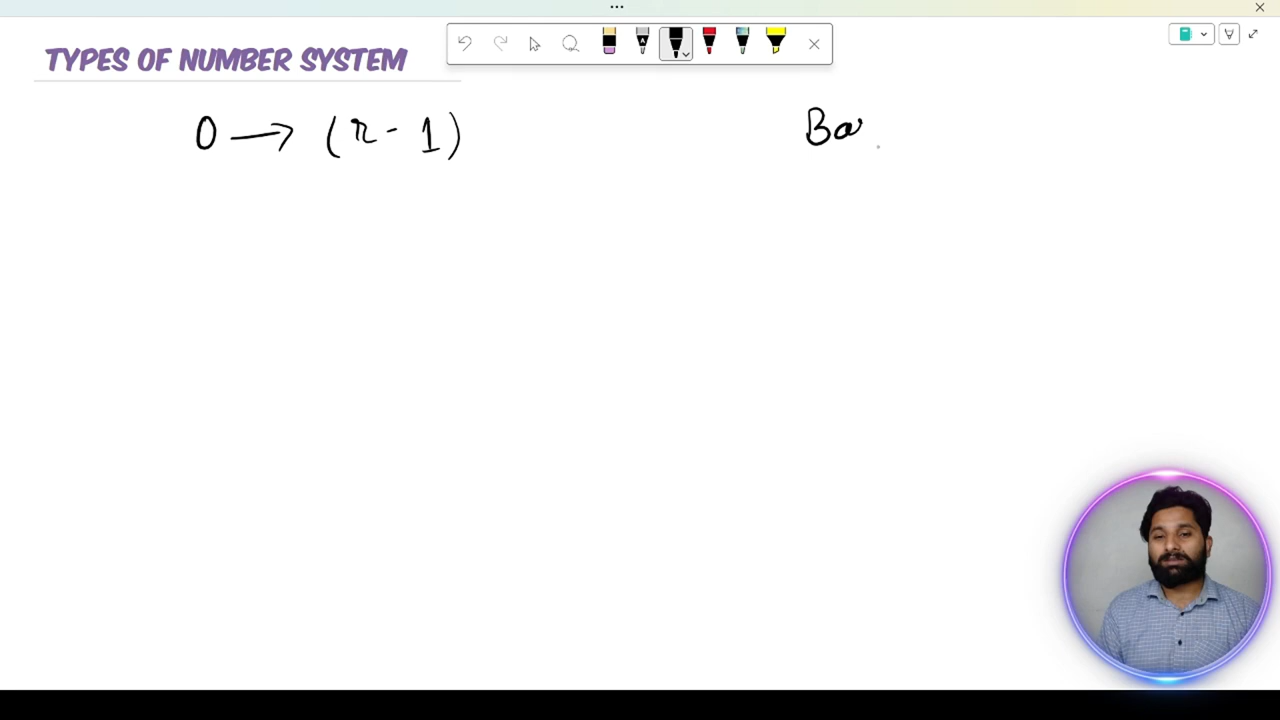 TYPES OF NUMBER SYSTEM
0 → (r - 1)
Ba